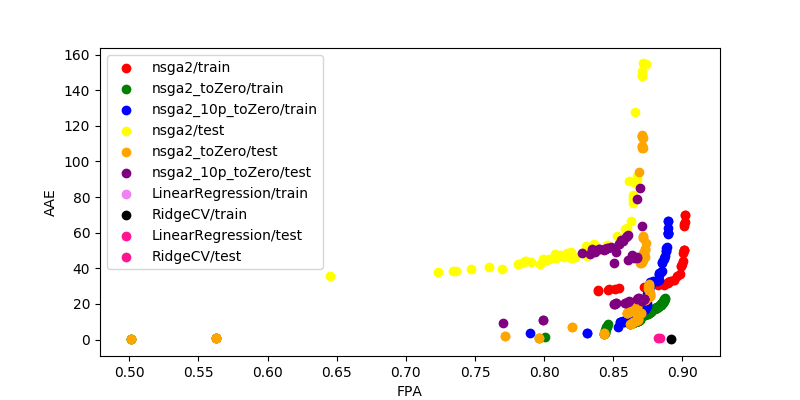 160
140
120
100
80
60
40
20
0
AAE
nsga2/train
nsga2_toZero/train
nsga2_10p_toZero/train
nsga2/test
nsga2_toZero/test
nsga2_10p_toZero/test
LinearRegression/train
RidgeCV/train
LinearRegression/test
RidgeCV/test
0.50 0.55 0.60 0.65 0.70 0.75 0.80 0.85 0.90
FPA